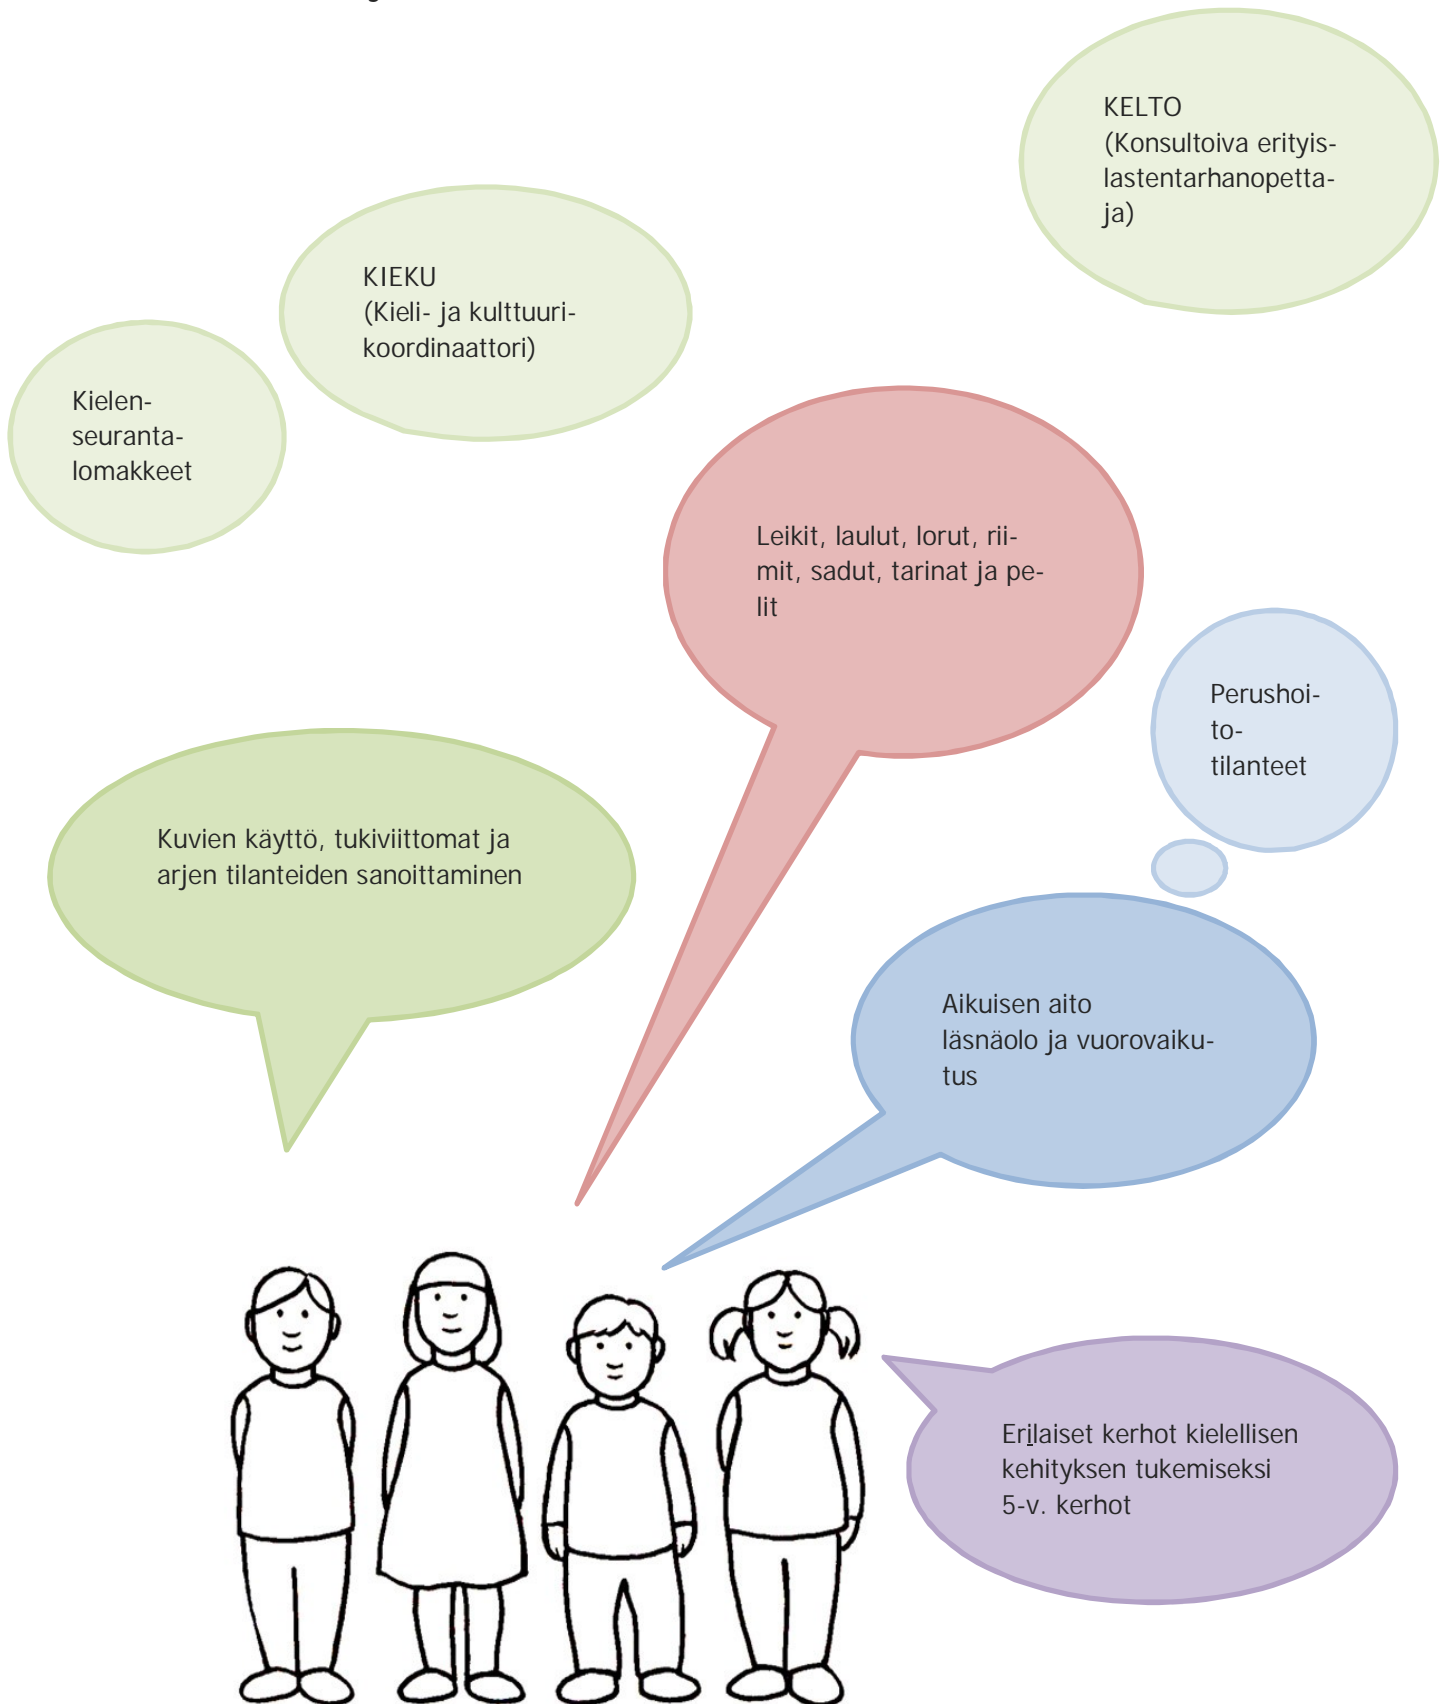 KELTO
(Konsultoiva erityis-
lastentarhanopetta-
ja)
KIEKU
(Kieli- ja kulttuuri-
koordinaattori)
Kielen-
seuranta-
lomakkeet
Leikit, laulut, lorut, rii-
mit, sadut, tarinat ja pe-
lit
Perushoi-
to-
tilanteet
Kuvien käyttö, tukiviittomat ja
arjen tilanteiden sanoittaminen
Aikuisen aito
läsnäolo ja vuorovaiku-
tus
Erilaiset kerhot kielellisen
kehityksen tukemiseksi
5-v. kerhot